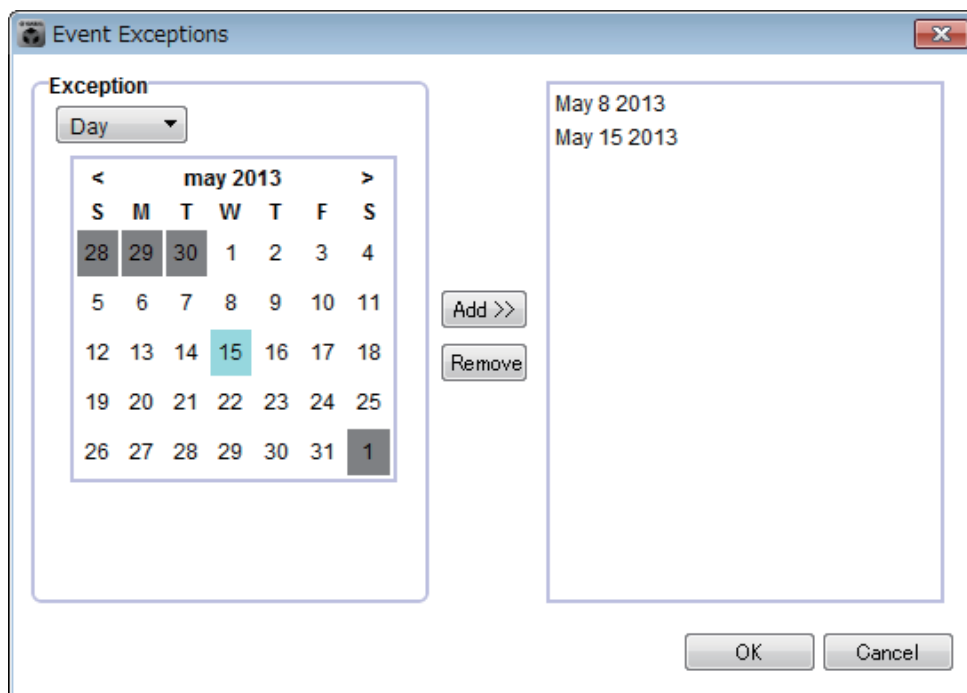 Event Exceptions
Exception
Day
< may 2013 >
S M T W T F S
28 29 30 1 2 3 4
5 6 7 8 9 10 11
12 13 14 15 16 17 18
19 20 21 22 23 24 25
26 27 28 29 30 31 1
Add >>
Remove
May 8 2013
May 15 2013
OK Cancel